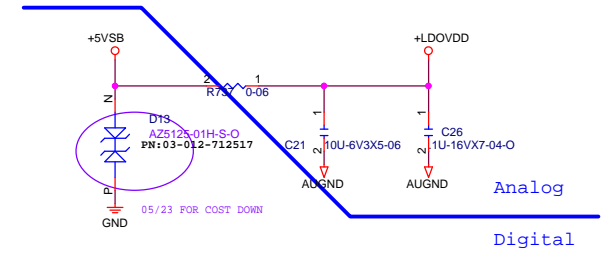 +5VSB
+LDOVDD
2
1
R797
0-06
N
D13
AZ5125-01H-S-O
PN:03-012-712517
P
GND
05/23 FOR COST DOWN
1
2
C21
10U-6V3X5-06
AUGND
1
2
C26
.1U-16VX7-04-O
AUGND
Analog
Digital